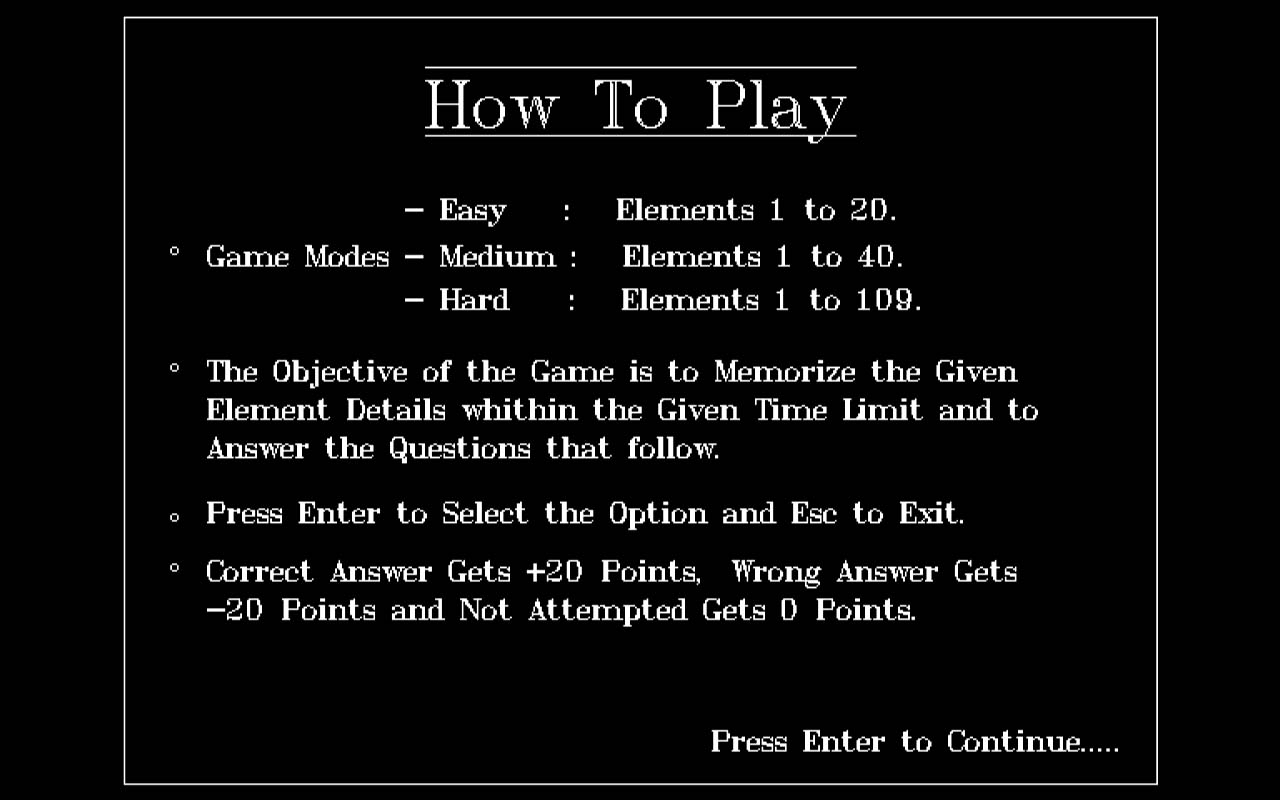 How To Play
- Easy : Elements 1 to 20.
° Game Modes - Medium : Elements 1 to 40.
- Hard : Elements 1 to 109.
° The Objective of the Game is to Memorize the Given
Element Details whithin the Given Time Limit and to
Answer the Questions that follow.
° Press Enter to Select the Option and Esc to Exit.
° Correct Answer Gets +20 Points, Wrong Answer Gets
-20 Points and Not Attempted Gets 0 Points.
Press Enter to Continue.....